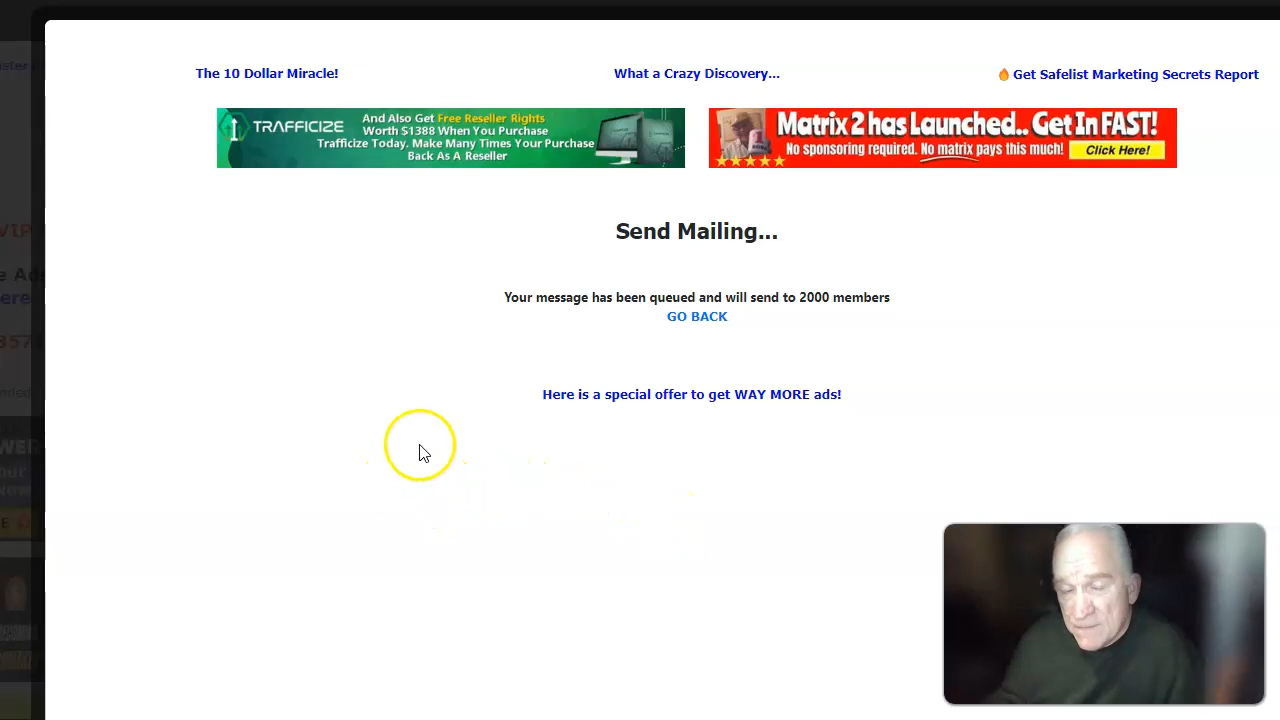 The 10 Dollar Miracle!
What a Crazy Discovery...
Get Safelist Marketing Secrets Report
TRAFFICIZE
And Also Get Free Reseller Rights
Worth $1388 When You Purchase
Trafficize Today. Make Many Times Your Purchase
Back As A Reseller
Matrix 2 has Launched.. Get In FAST!
No sponsoring required. No matrix pays this much!
Click Here!
Send Mailing...
Your message has been queued and will send to 2000 members
GO BACK
Here is a special offer to get WAY MORE ads!
VIP